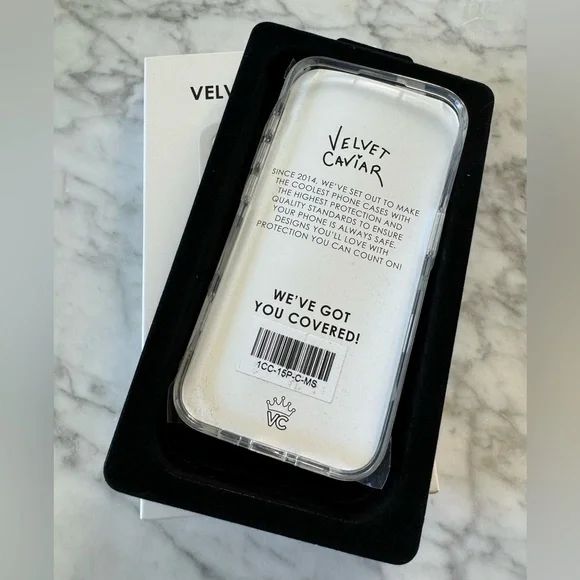 VELV
VELVET
CAVIAR
SINCE 2014, WE'VE SET OUT TO MAKE
THE COOLEST PHONE CASES WITH
THE HIGHEST PROTECTION AND
QUALITY STANDARDS TO ENSURE
YOUR PHONE IS ALWAYS SAFE.
DESIGNS YOU'LL LOVE WITH
PROTECTION YOU CAN COUNT ON!
WE'VE GOT
YOU COVERED!
1CC-15P-C-MS
VC